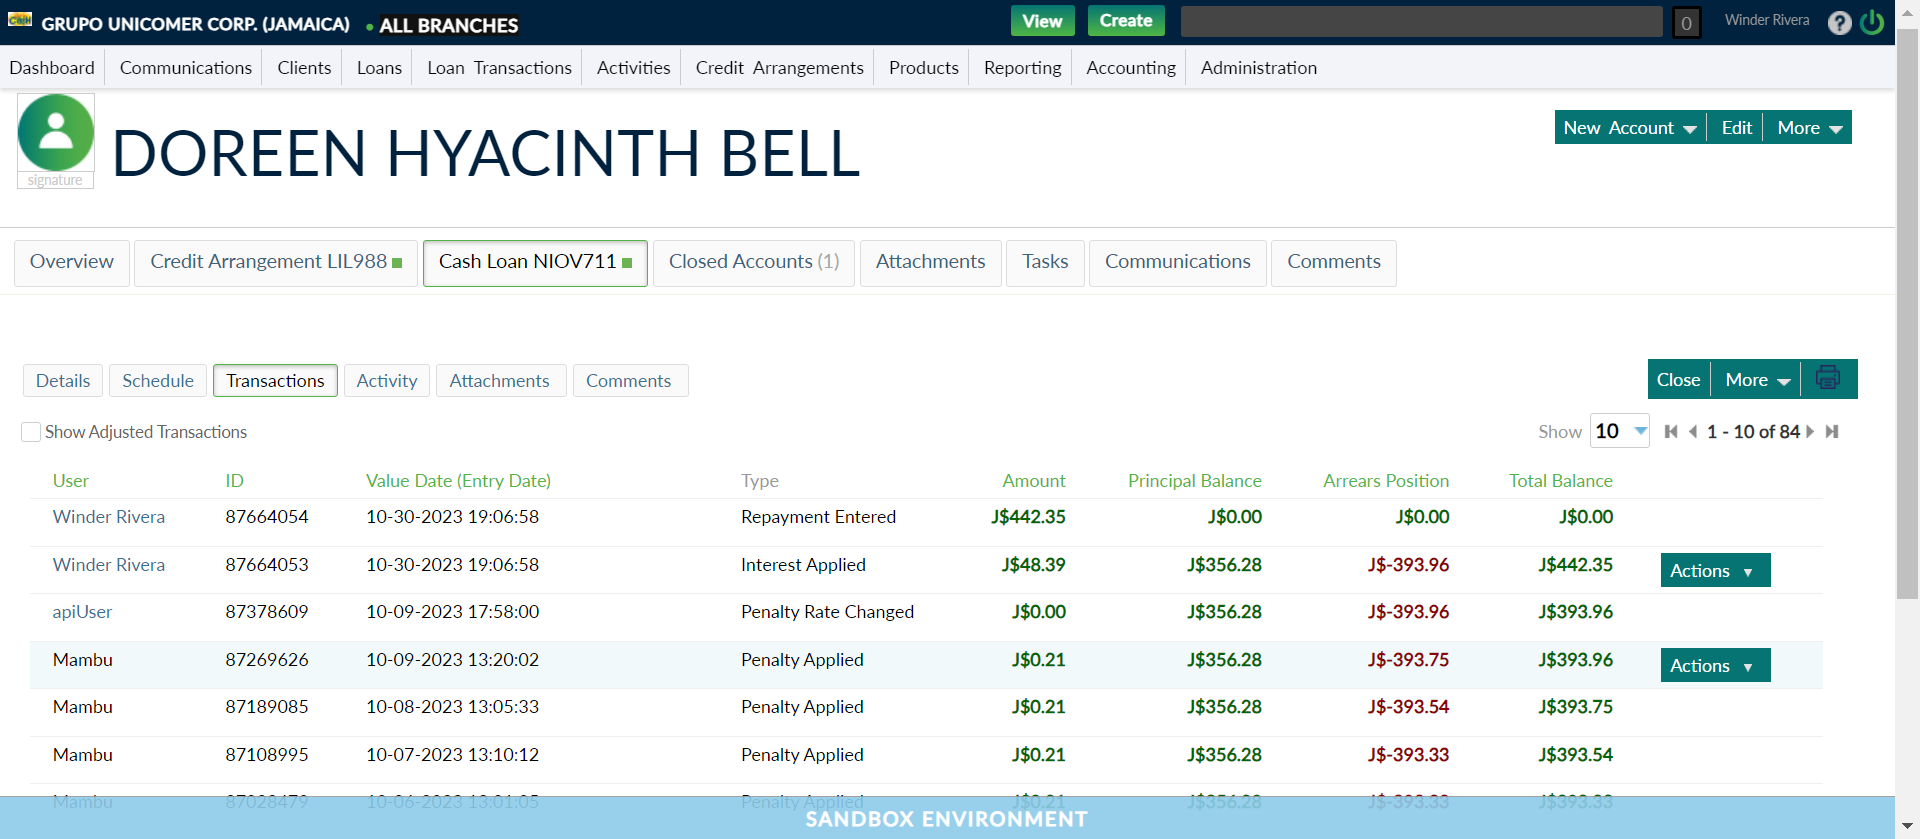 Cash GRUPO UNICOMER CORP. (JAMAICA) • ALL BRANCHES View Create 0 Winder Rivera ?
Dashboard Communications Clients Loans Loan Transactions Activities Credit Arrangements Products Reporting Accounting Administration
signature
DOREEN HYACINTH BELL
New Account Edit More
Overview Credit Arrangement LIL988 Cash Loan NIOV711 Closed Accounts (1) Attachments Tasks Communications Comments
Details Schedule Transactions Activity Attachments Comments Close More
Show Adjusted Transactions Show 10 1 - 10 of 84
User ID Value Date (Entry Date) Type Amount Principal Balance Arrears Position Total Balance
Winder Rivera 87664054 10-30-2023 19:06:58 Repayment Entered J$442.35 J$0.00 J$0.00 J$0.00
Winder Rivera 87664053 10-30-2023 19:06:58 Interest Applied J$48.39 J$356.28 J$-393.96 J$442.35 Actions
apiUser 87378609 10-09-2023 17:58:00 Penalty Rate Changed J$0.00 J$356.28 J$-393.96 J$393.96
Mambu 87269626 10-09-2023 13:20:02 Penalty Applied J$0.21 J$356.28 J$-393.75 J$393.96 Actions
Mambu 87189085 10-08-2023 13:05:33 Penalty Applied J$0.21 J$356.28 J$-393.54 J$393.75
Mambu 87108995 10-07-2023 13:10:12 Penalty Applied J$0.21 J$356.28 J$-393.33 J$393.54
Mambu 87028479 10-06-2023 13:01:05 Penalty Applied J$0.21 J$356.28 J$-393.33 J$393.33
SANDBOX ENVIRONMENT